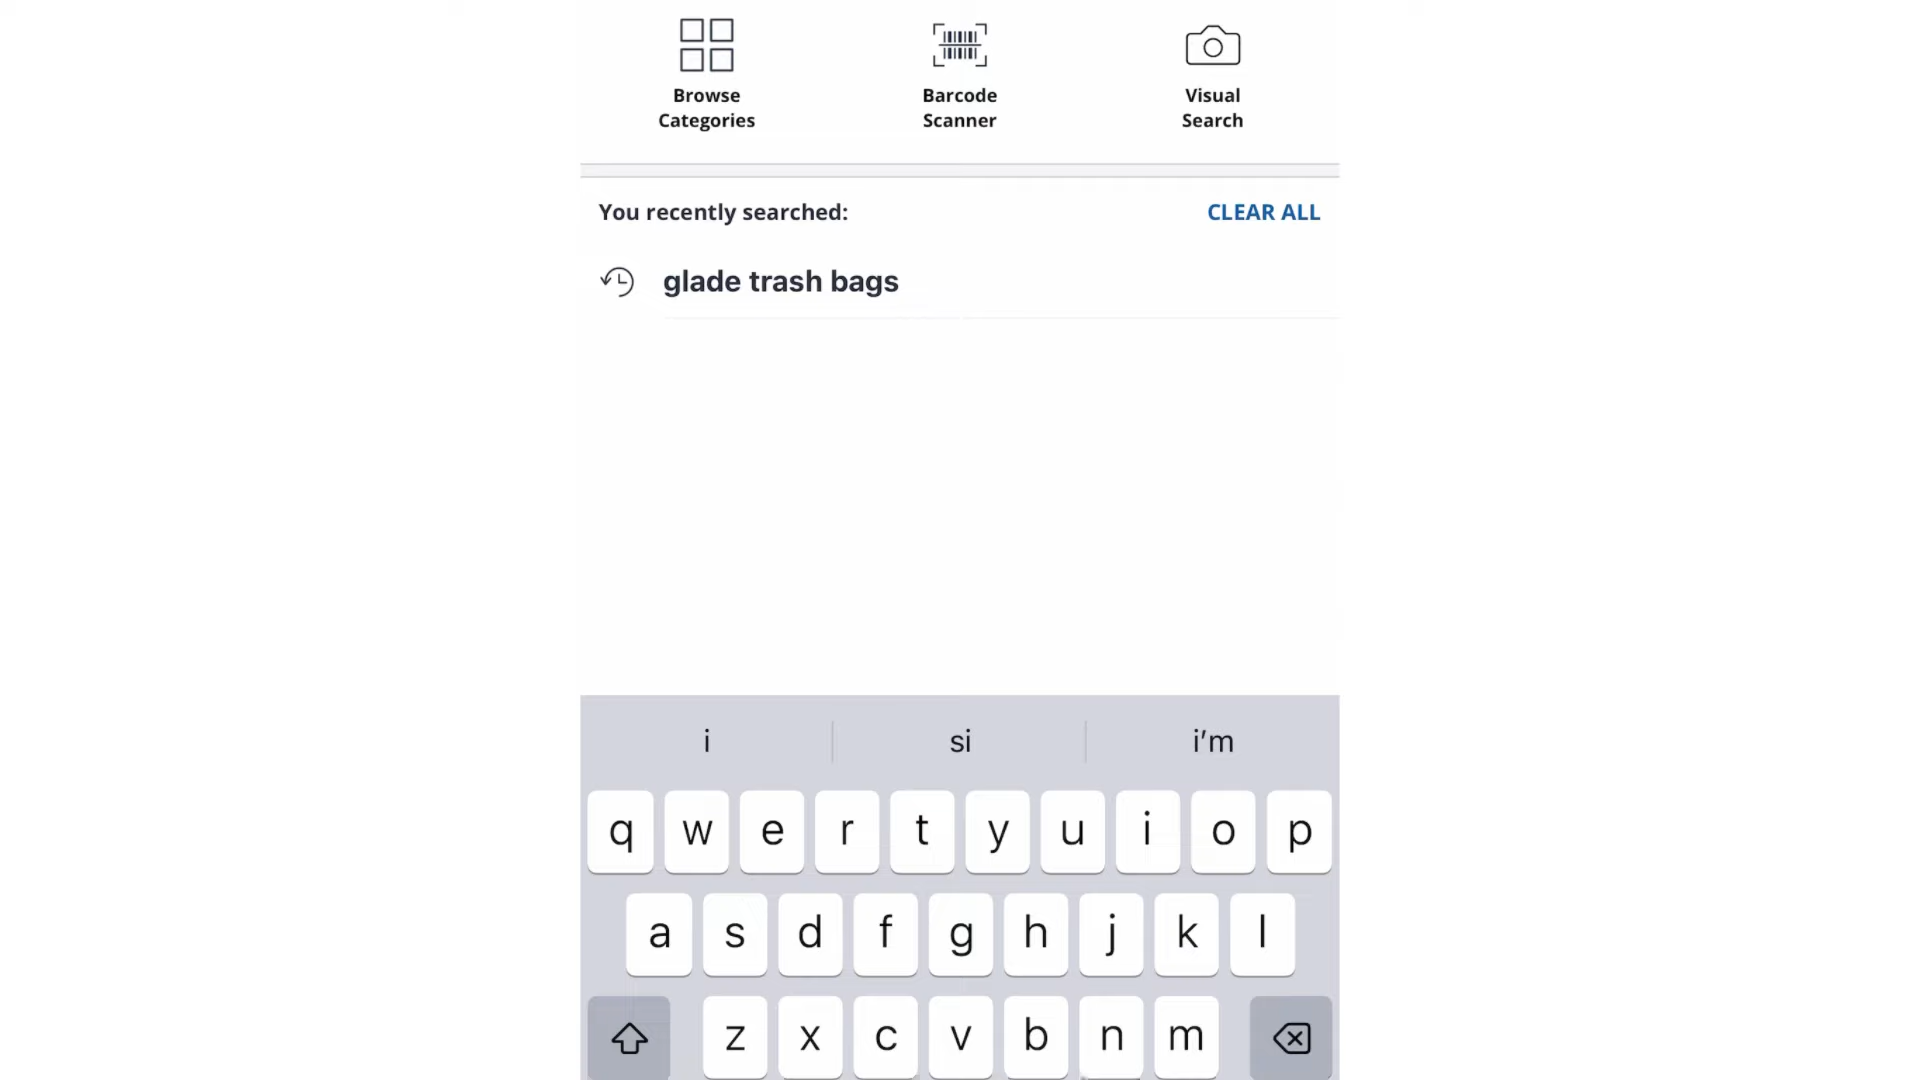 Browse Categories
Barcode Scanner
Visual Search
You recently searched: CLEAR ALL
glade trash bags
i si i'm
q w e r t y u i o p
a s d f g h j k l
z x c v b n m